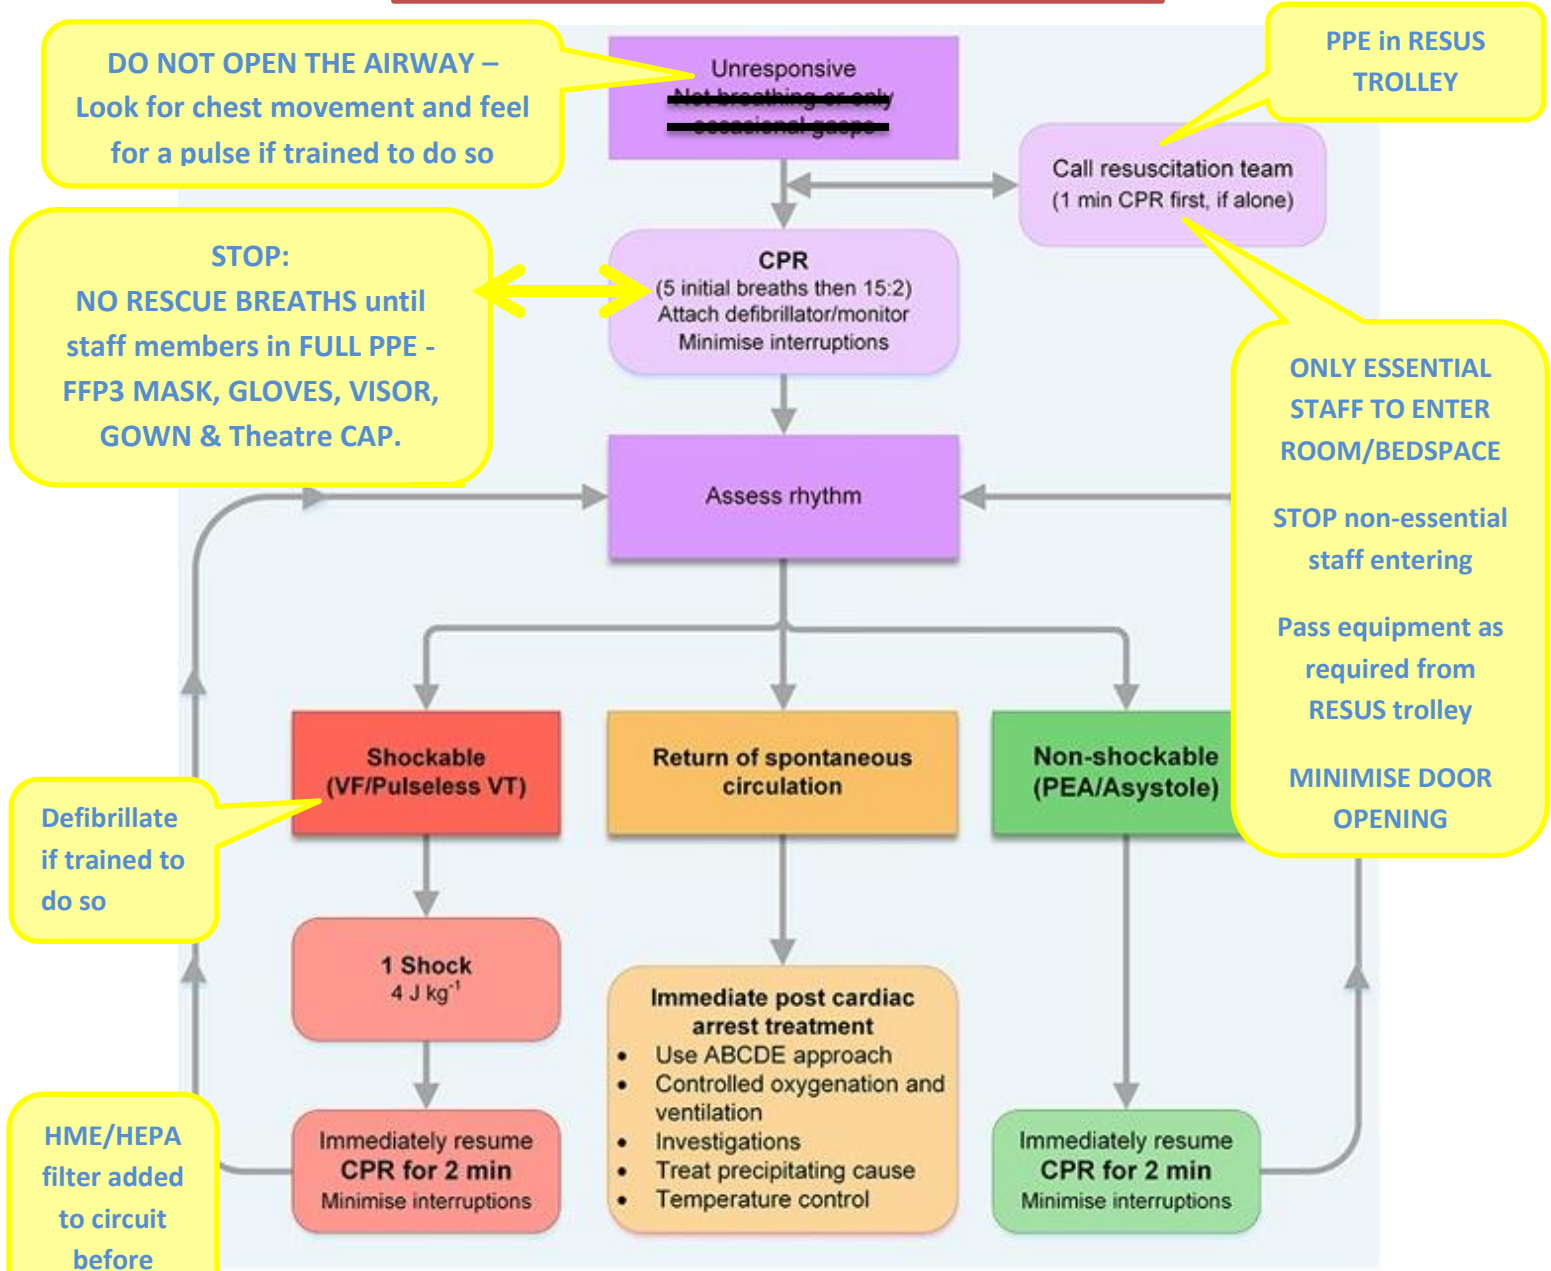 DO NOT OPEN THE AIRWAY –
Look for chest movement and feel
for a pulse if trained to do so
Unresponsive
Not breathing or only
occasional gasps
PPE in RESUS
TROLLEY
Call resuscitation team
(1 min CPR first, if alone)
STOP:
NO RESCUE BREATHS until
staff members in FULL PPE -
FFP3 MASK, GLOVES, VISOR,
GOWN & Theatre CAP.
CPR
(5 initial breaths then 15:2)
Attach defibrillator/monitor
Minimise interruptions
ONLY ESSENTIAL
STAFF TO ENTER
ROOM/BEDSPACE
STOP non-essential
staff entering
Pass equipment as
required from
RESUS trolley
MINIMISE DOOR
OPENING
Assess rhythm
Shockable
(VF/Pulseless VT)
Return of spontaneous
circulation
Non-shockable
(PEA/Asystole)
Defibrillate
if trained to
do so
1 Shock
4 J kg⁻¹
Immediate post cardiac
arrest treatment
• Use ABCDE approach
• Controlled oxygenation and
ventilation
• Investigations
• Treat precipitating cause
• Temperature control
HME/HEPA
filter added
to circuit
before
Immediately resume
CPR for 2 min
Minimise interruptions
Immediately resume
CPR for 2 min
Minimise interruptions